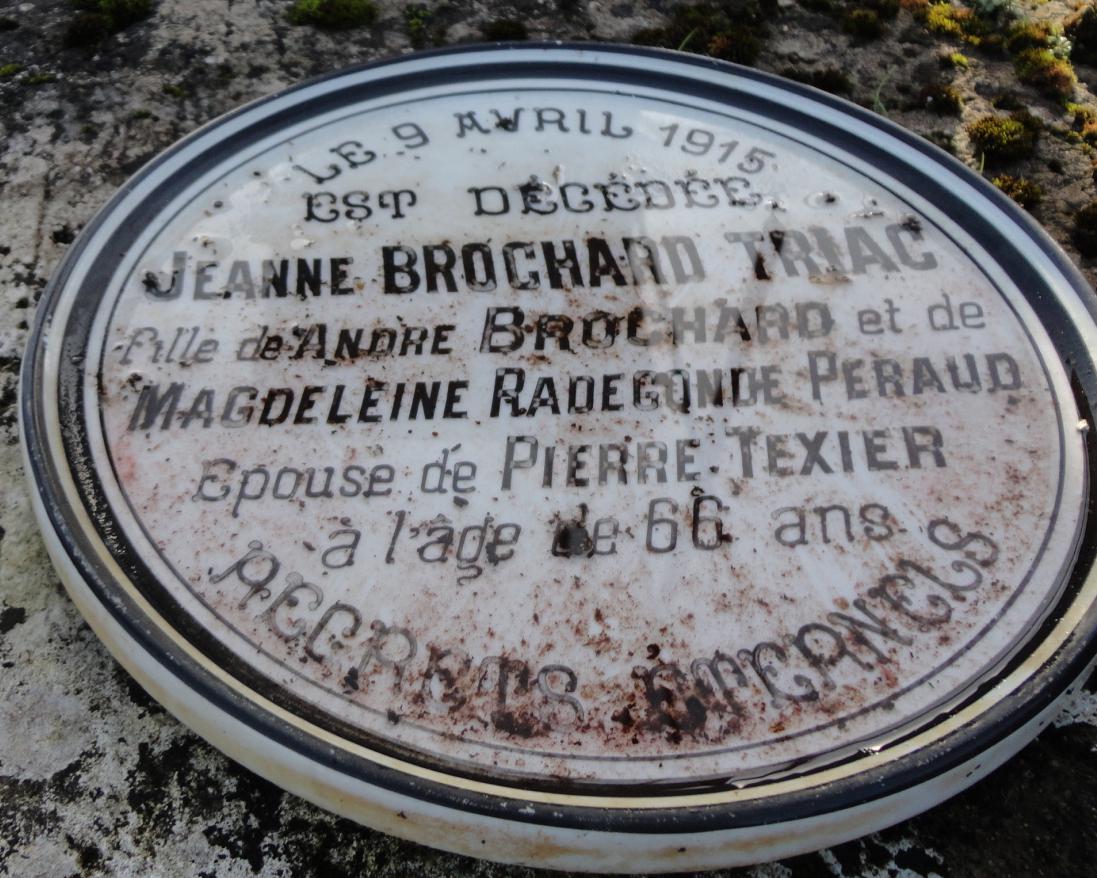 LE 9 AVRIL 1915
EST DÉCÉDÉE
JEANNE BROCHARD TRIAC
fille de ANDRE BROCHARD et de
MAGDELEINE RADEGONDE PERAUD
Epouse de PIERRE TEXIER
à l'âge de 66 ans
REGRETS ETERNELS